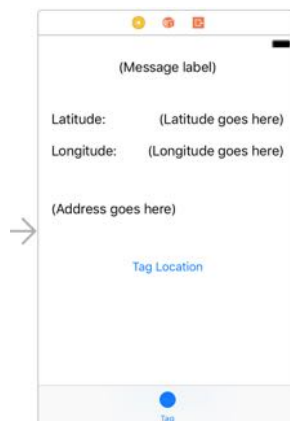 (Message label)
Latitude: (Latitude goes here)
Longitude: (Longitude goes here)
(Address goes here)
Tag Location
Tag